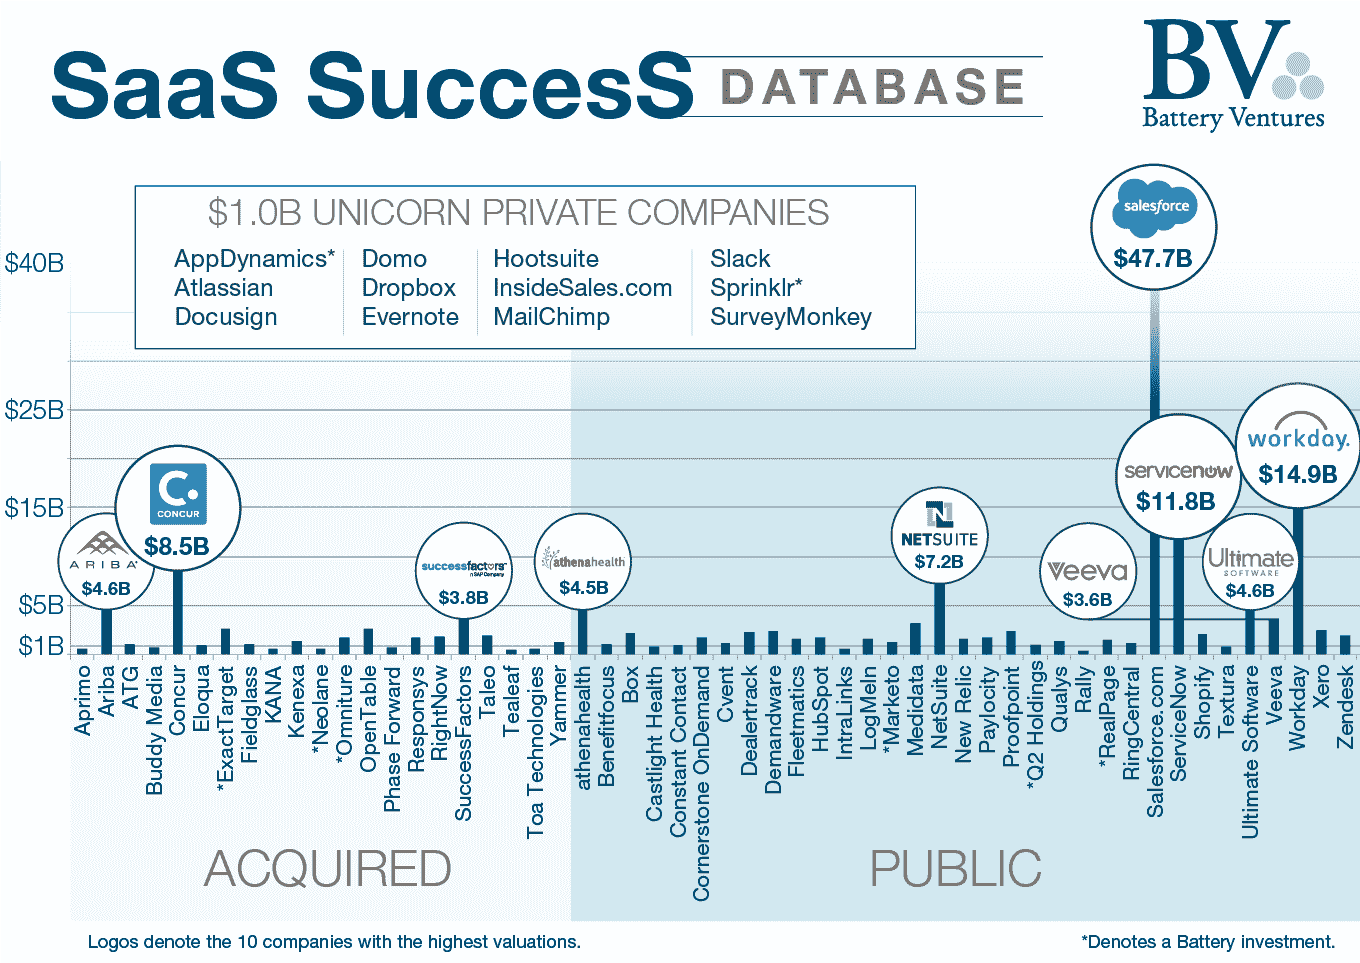 SaaS SuccesS DATABASE
BV
Battery Ventures
$1.0B UNICORN PRIVATE COMPANIES
AppDynamics*
Atlassian
Docusign
Domo
Dropbox
Evernote
Hootsuite
InsideSales.com
MailChimp
Slack
Sprinklr*
SurveyMonkey
$40B
$25B
$15B
$5B
$1B
ARIBA
$4.6B
C.
CONCUR
$8.5B
successfactors™
An SAP Company
$3.8B
athenahealth
$4.5B
N
NETSUITE
$7.2B
veeva
$3.6B
salesforce
$47.7B
servicenow
$11.8B
Ultimate
SOFTWARE
$4.6B
workday.
$14.9B
Aprimo
Ariba
ATG
Buddy Media
Concur
Eloqua
*ExactTarget
Fieldglass
KANA
Kenexa
*Neolane
*Omniture
OpenTable
Phase Forward
Responsys
RightNow
SuccessFactors
Taleo
Tealeaf
Toa Technologies
Yammer
athenahealth
Benefitfocus
Box
Castlight Health
Constant Contact
Cornerstone OnDemand
Cvent
Dealertrack
Demandware
Fleetmatics
HubSpot
IntraLinks
LogMeIn
*Marketo
Medidata
NetSuite
New Relic
Paylocity
Proofpoint
*Q2 Holdings
Qualys
Rally
*RealPage
RingCentral
Salesforce.com
ServiceNow
Shopify
Textura
Ultimate Software
Veeva
Workday
Xero
Zendesk
ACQUIRED
PUBLIC
Logos denote the 10 companies with the highest valuations.
*Denotes a Battery investment.